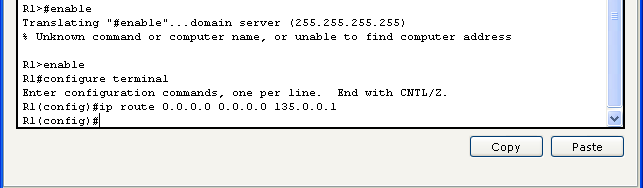 R1>#enable
Translating "#enable"...domain server (255.255.255.255)
% Unknown command or computer name, or unable to find computer address
R1>enable
R1#configure terminal
Enter configuration commands, one per line.  End with CNTL/Z.
R1(config)#ip route 0.0.0.0 0.0.0.0 135.0.0.1
R1(config)#
Copy Paste